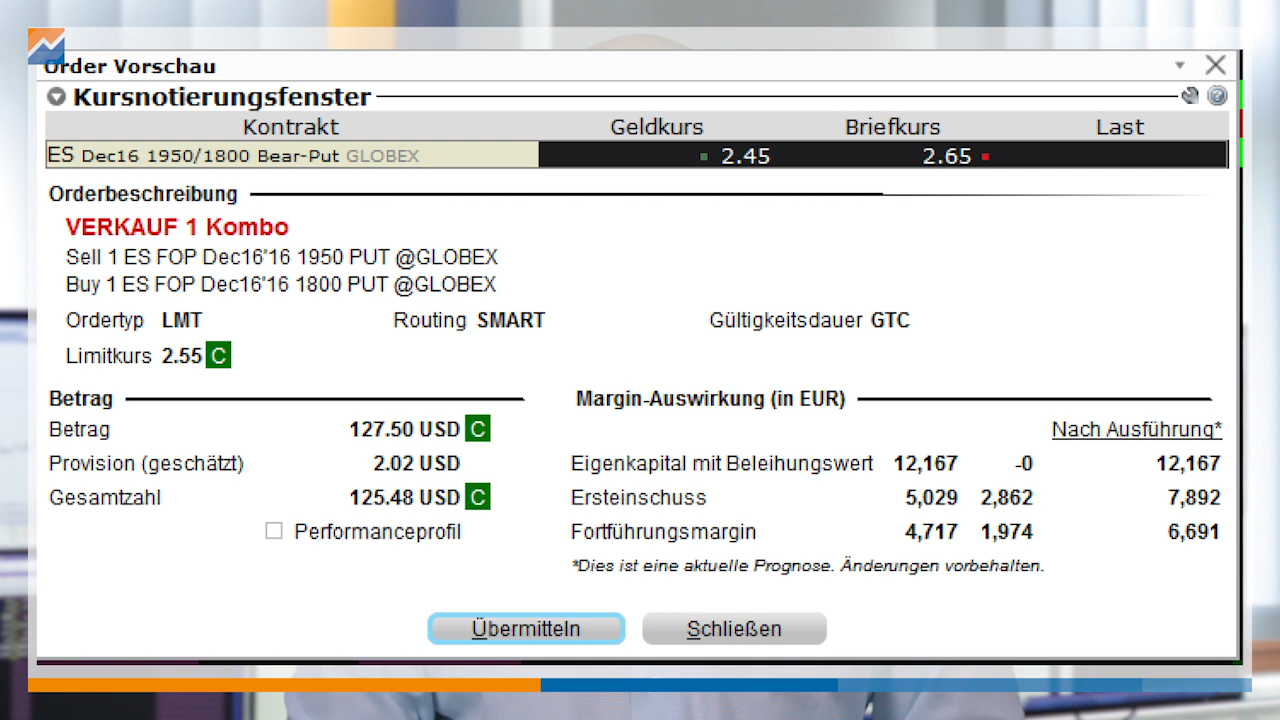 Order Vorschau
Kursnotierungsfenster
Kontrakt Geldkurs Briefkurs Last
ES Dec16 1950/1800 Bear-Put GLOBEX 2.45 2.65
Orderbeschreibung
VERKAUF 1 Kombo
Sell 1 ES FOP Dec16'16 1950 PUT @GLOBEX
Buy 1 ES FOP Dec16'16 1800 PUT @GLOBEX
Ordertyp LMT Routing SMART Gültigkeitsdauer GTC
Limitkurs 2.55 C
Betrag Margin-Auswirkung (in EUR)
Betrag 127.50 USD C Nach Ausführung*
Provision (geschätzt) 2.02 USD Eigenkapital mit Beleihungswert 12,167 -0 12,167
Gesamtzahl 125.48 USD C Ersteinschuss 5,029 2,862 7,892
Performanceprofil Fortführungsmargin 4,717 1,974 6,691
*Dies ist eine aktuelle Prognose. Änderungen vorbehalten.
Übermitteln Schließen